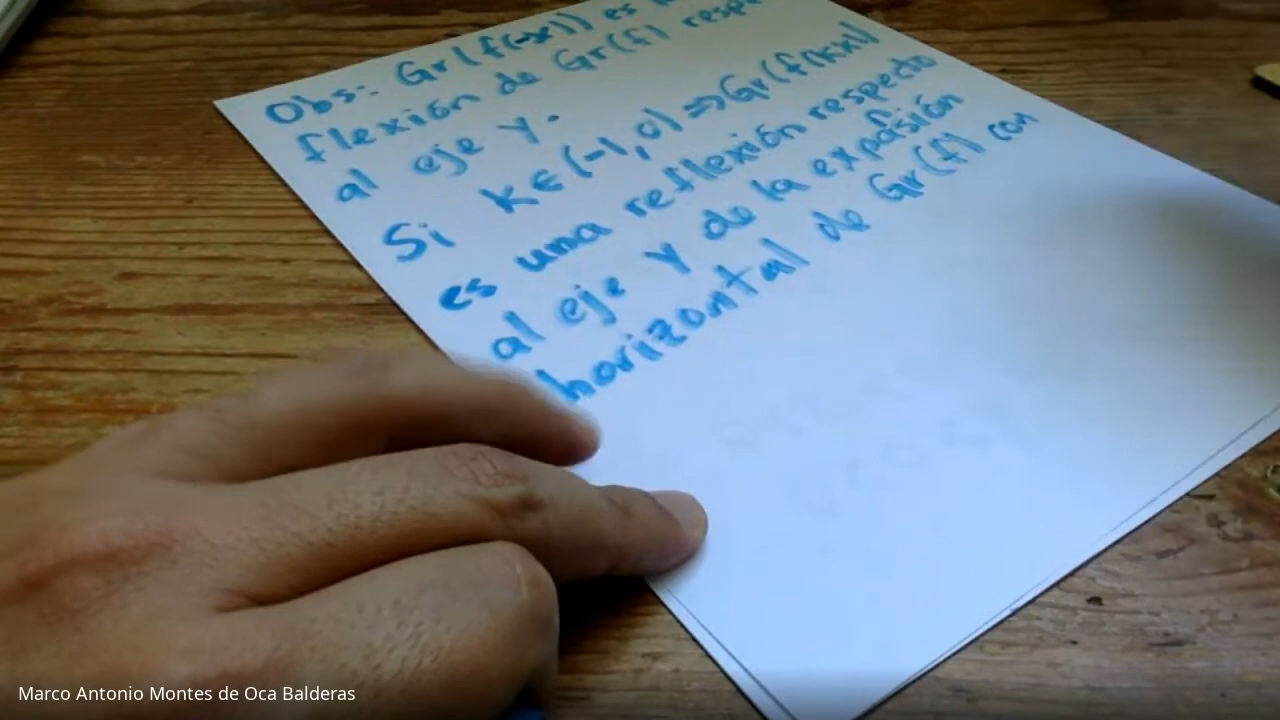 Obs: Gr(f(-x)) es
flexión de Gr(f)
al eje Y.
Si k∈(-1,0)⇒Gr(f(kx))
es una reflexión respecto
al eje Y de la expansión
horizontal de Gr(f) con
Marco Antonio Montes de Oca Balderas